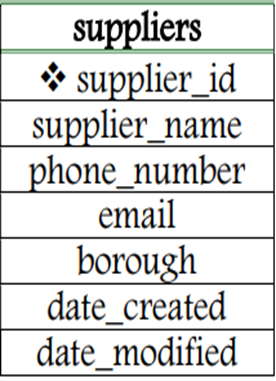 suppliers
❖ supplier_id
supplier_name
phone_number
email
borough
date_created
date_modified